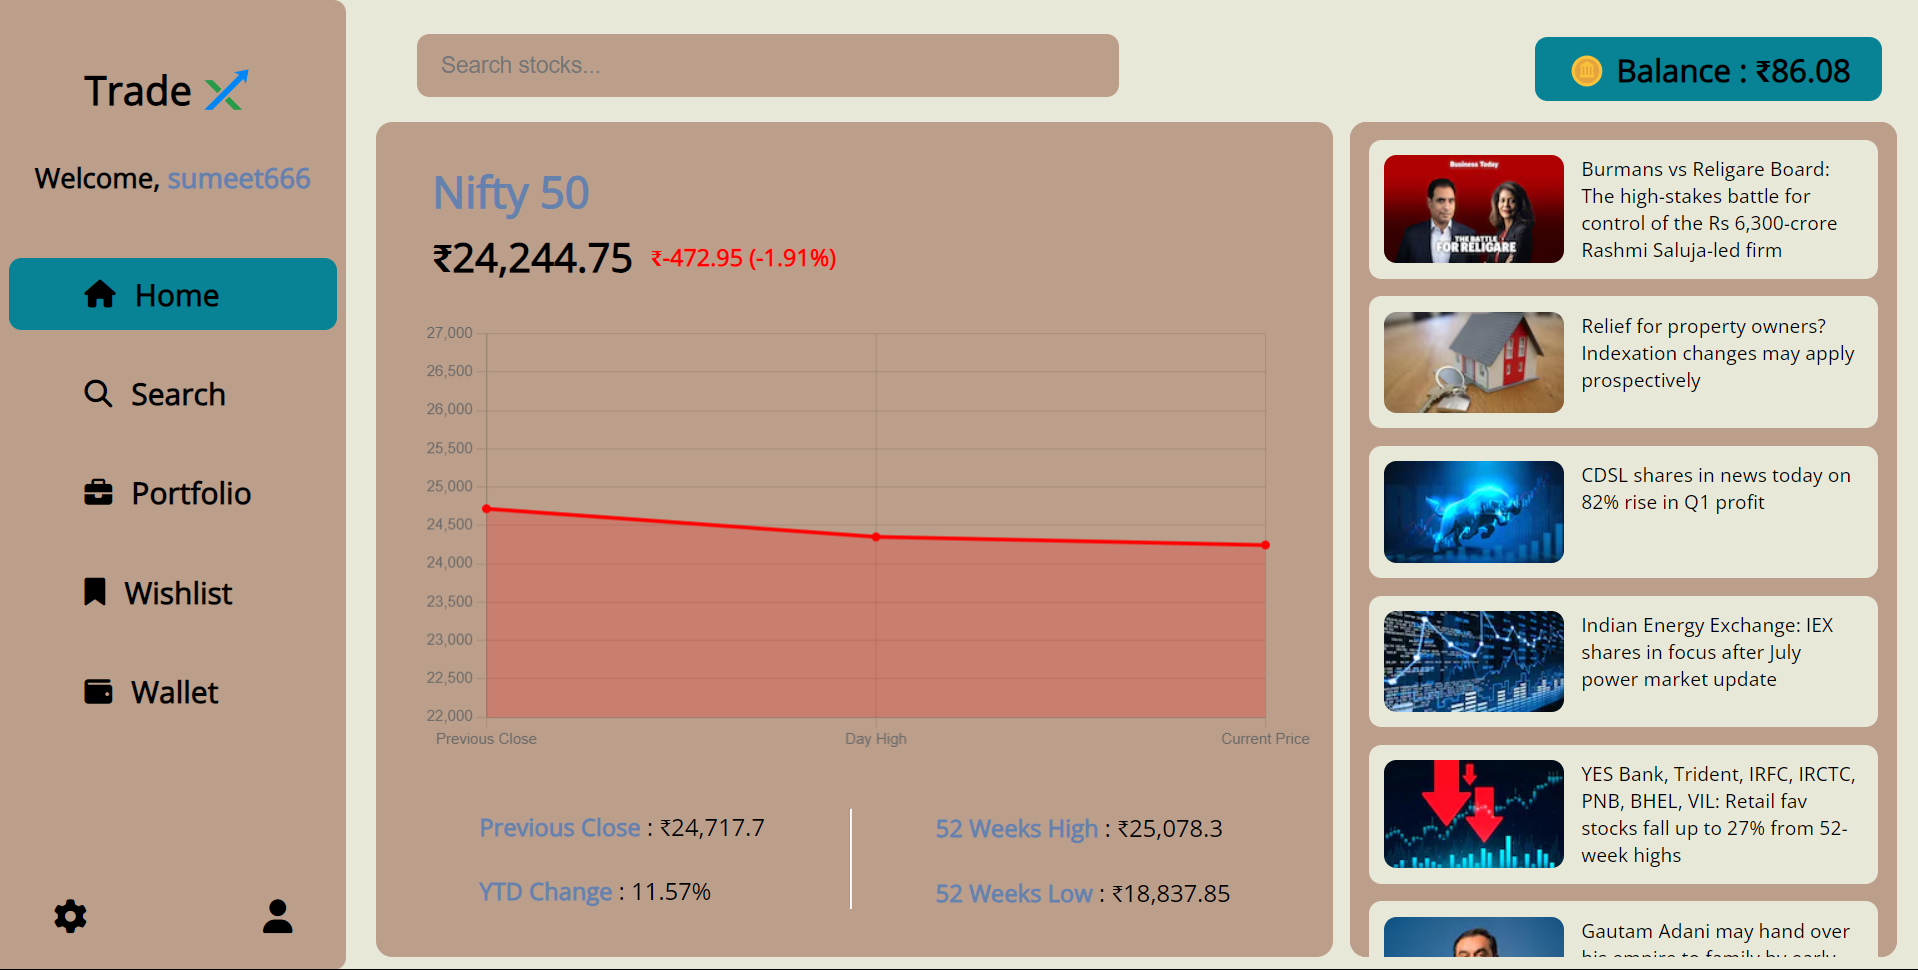 Trade
Welcome, sumeet666
Home
Search
Portfolio
Wishlist
Wallet
Search stocks...
Balance : ₹86.08
Nifty 50
₹24,244.75 ₹-472.95 (-1.91%)
27,000
26,500
26,000
25,500
25,000
24,500
24,000
23,500
23,000
22,500
22,000
Previous Close Day High Current Price
Previous Close : ₹24,717.7
YTD Change : 11.57%
52 Weeks High : ₹25,078.3
52 Weeks Low : ₹18,837.85
Business Today
THE BATTLE
FOR RELIGARE
Burmans vs Religare Board:
The high-stakes battle for
control of the Rs 6,300-crore
Rashmi Saluja-led firm
Relief for property owners?
Indexation changes may apply
prospectively
CDSL shares in news today on
82% rise in Q1 profit
Indian Energy Exchange: IEX
shares in focus after July
power market update
YES Bank, Trident, IRFC, IRCTC,
PNB, BHEL, VIL: Retail fav
stocks fall up to 27% from 52-
week highs
Gautam Adani may hand over
his empire to family by early